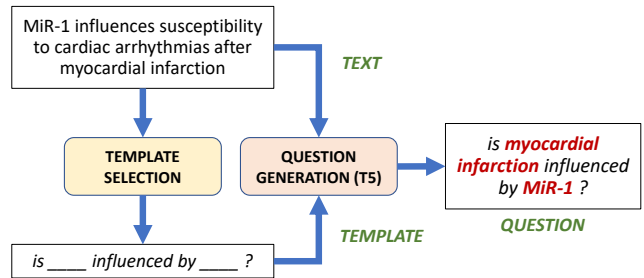 MiR-1 influences susceptibility
to cardiac arrhythmias after
myocardial infarction
TEXT
TEMPLATE
SELECTION
QUESTION
GENERATION (T5)
is myocardial
infarction influenced
by MiR-1 ?
QUESTION
TEMPLATE
is ____ influenced by ____ ?